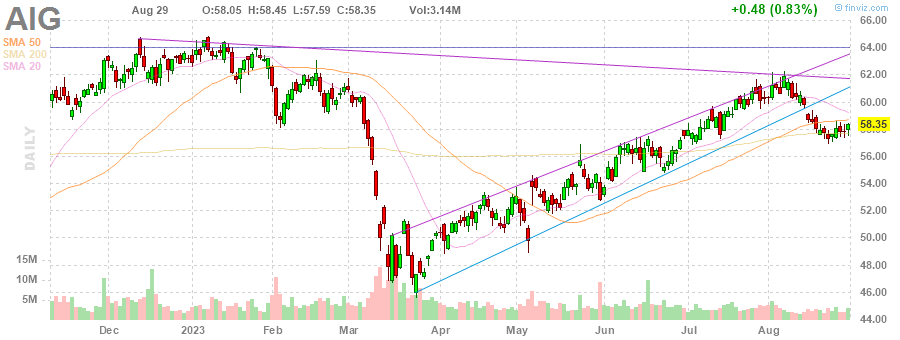 AIG
Aug 29 O:58.05 H:58.45 L:57.59 C:58.35 Vol:3.14M +0.48 (0.83%) © finviz.com
SMA 50
SMA 200
SMA 20
DAILY
66.00
64.00
62.00
60.00
58.35
56.00
54.00
52.00
50.00
48.00
46.00
44.00
15M
10M
5M
Dec 2023 Feb Mar Apr May Jun Jul Aug